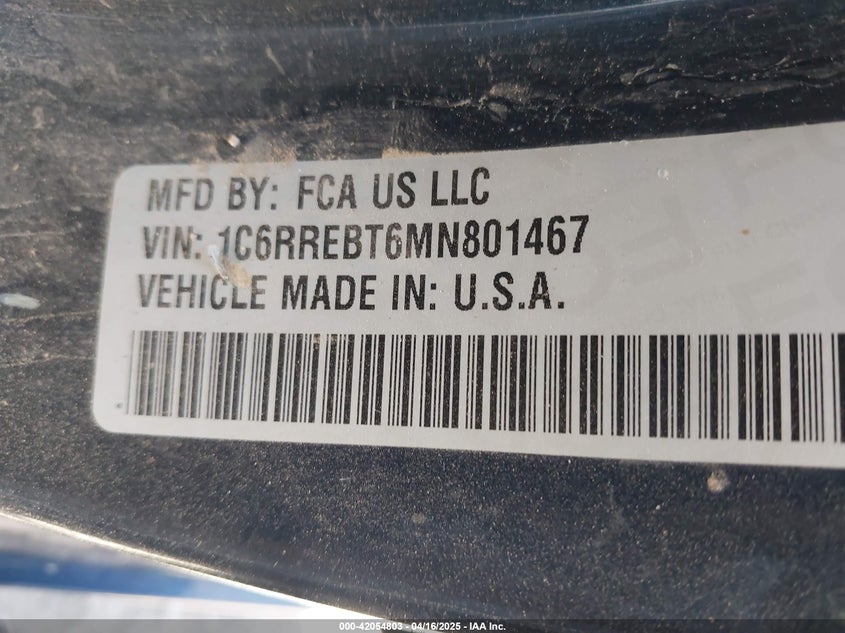 MFD BY: FCA US LLC
VIN: 1C6RREBT6MN801467
VEHICLE MADE IN: U.S.A.
000-42054803 - 04/16/2025 - IAA Inc.